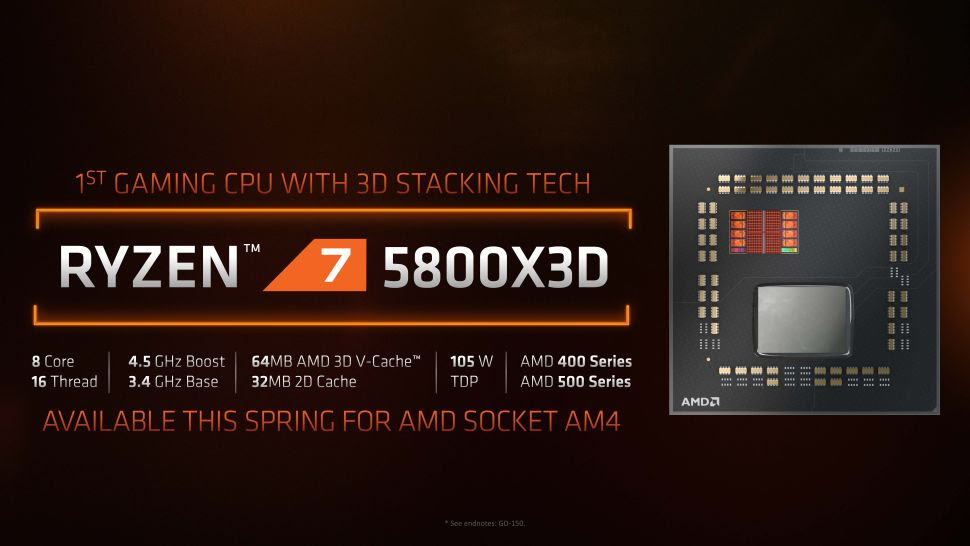 1ST GAMING CPU WITH 3D STACKING TECH
RYZEN™ 7 5800X3D
8 Core
16 Thread
4.5 GHz Boost
3.4 GHz Base
64MB AMD 3D V-Cache™
32MB 2D Cache
105 W
TDP
AMD 400 Series
AMD 500 Series
AVAILABLE THIS SPRING FOR AMD SOCKET AM4
AMD
* See endnotes: GD-150.